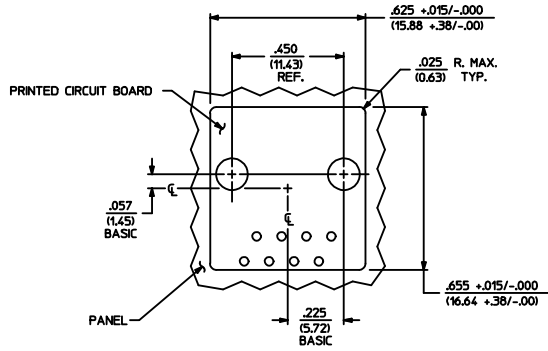 .625 +.015/-.000
(15.88 +.38/-.00)
.450
(11.43)
REF.
.025 R. MAX.
(0.63) TYP.
PRINTED CIRCUIT BOARD
.057
(1.45)
BASIC
℄
℄
.655 +.015/-.000
(16.64 +.38/-.00)
.225
(5.72)
BASIC
PANEL